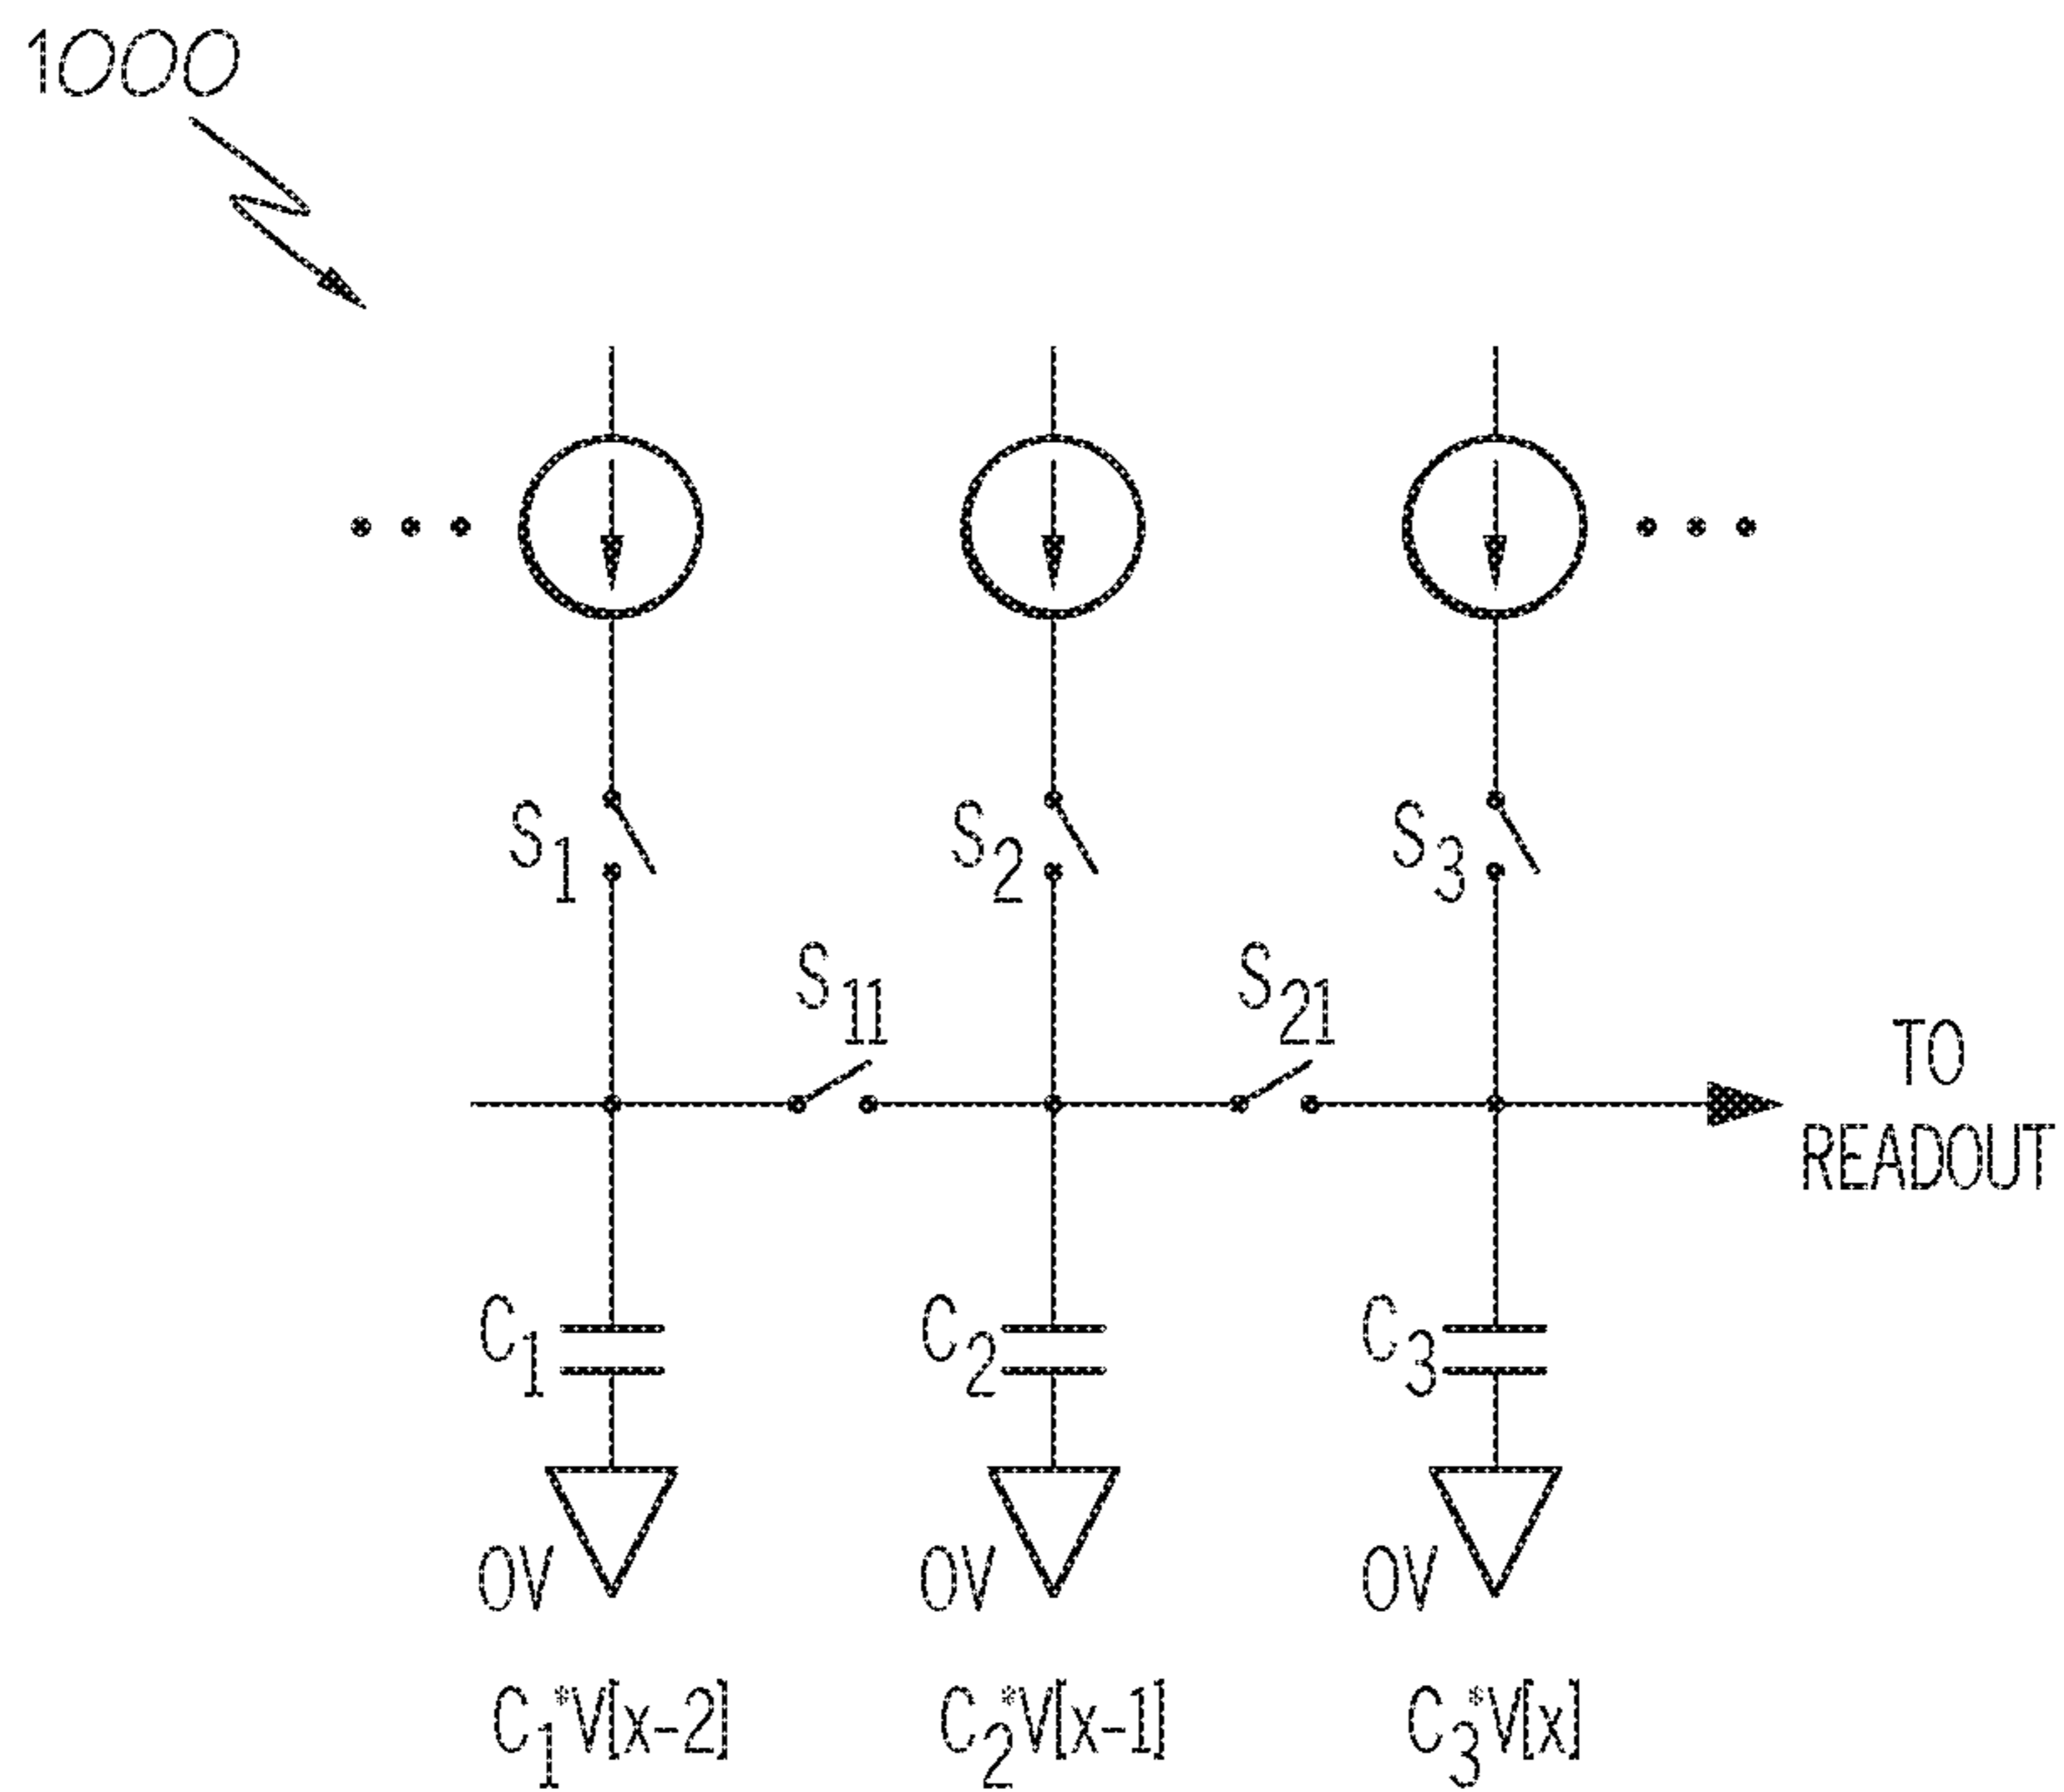 1000
S1 S2 S3
S11 S21
TO
READOUT
C1 C2 C3
0V 0V 0V
C1*V[x-2] C2*V[x-1] C3*V[x]